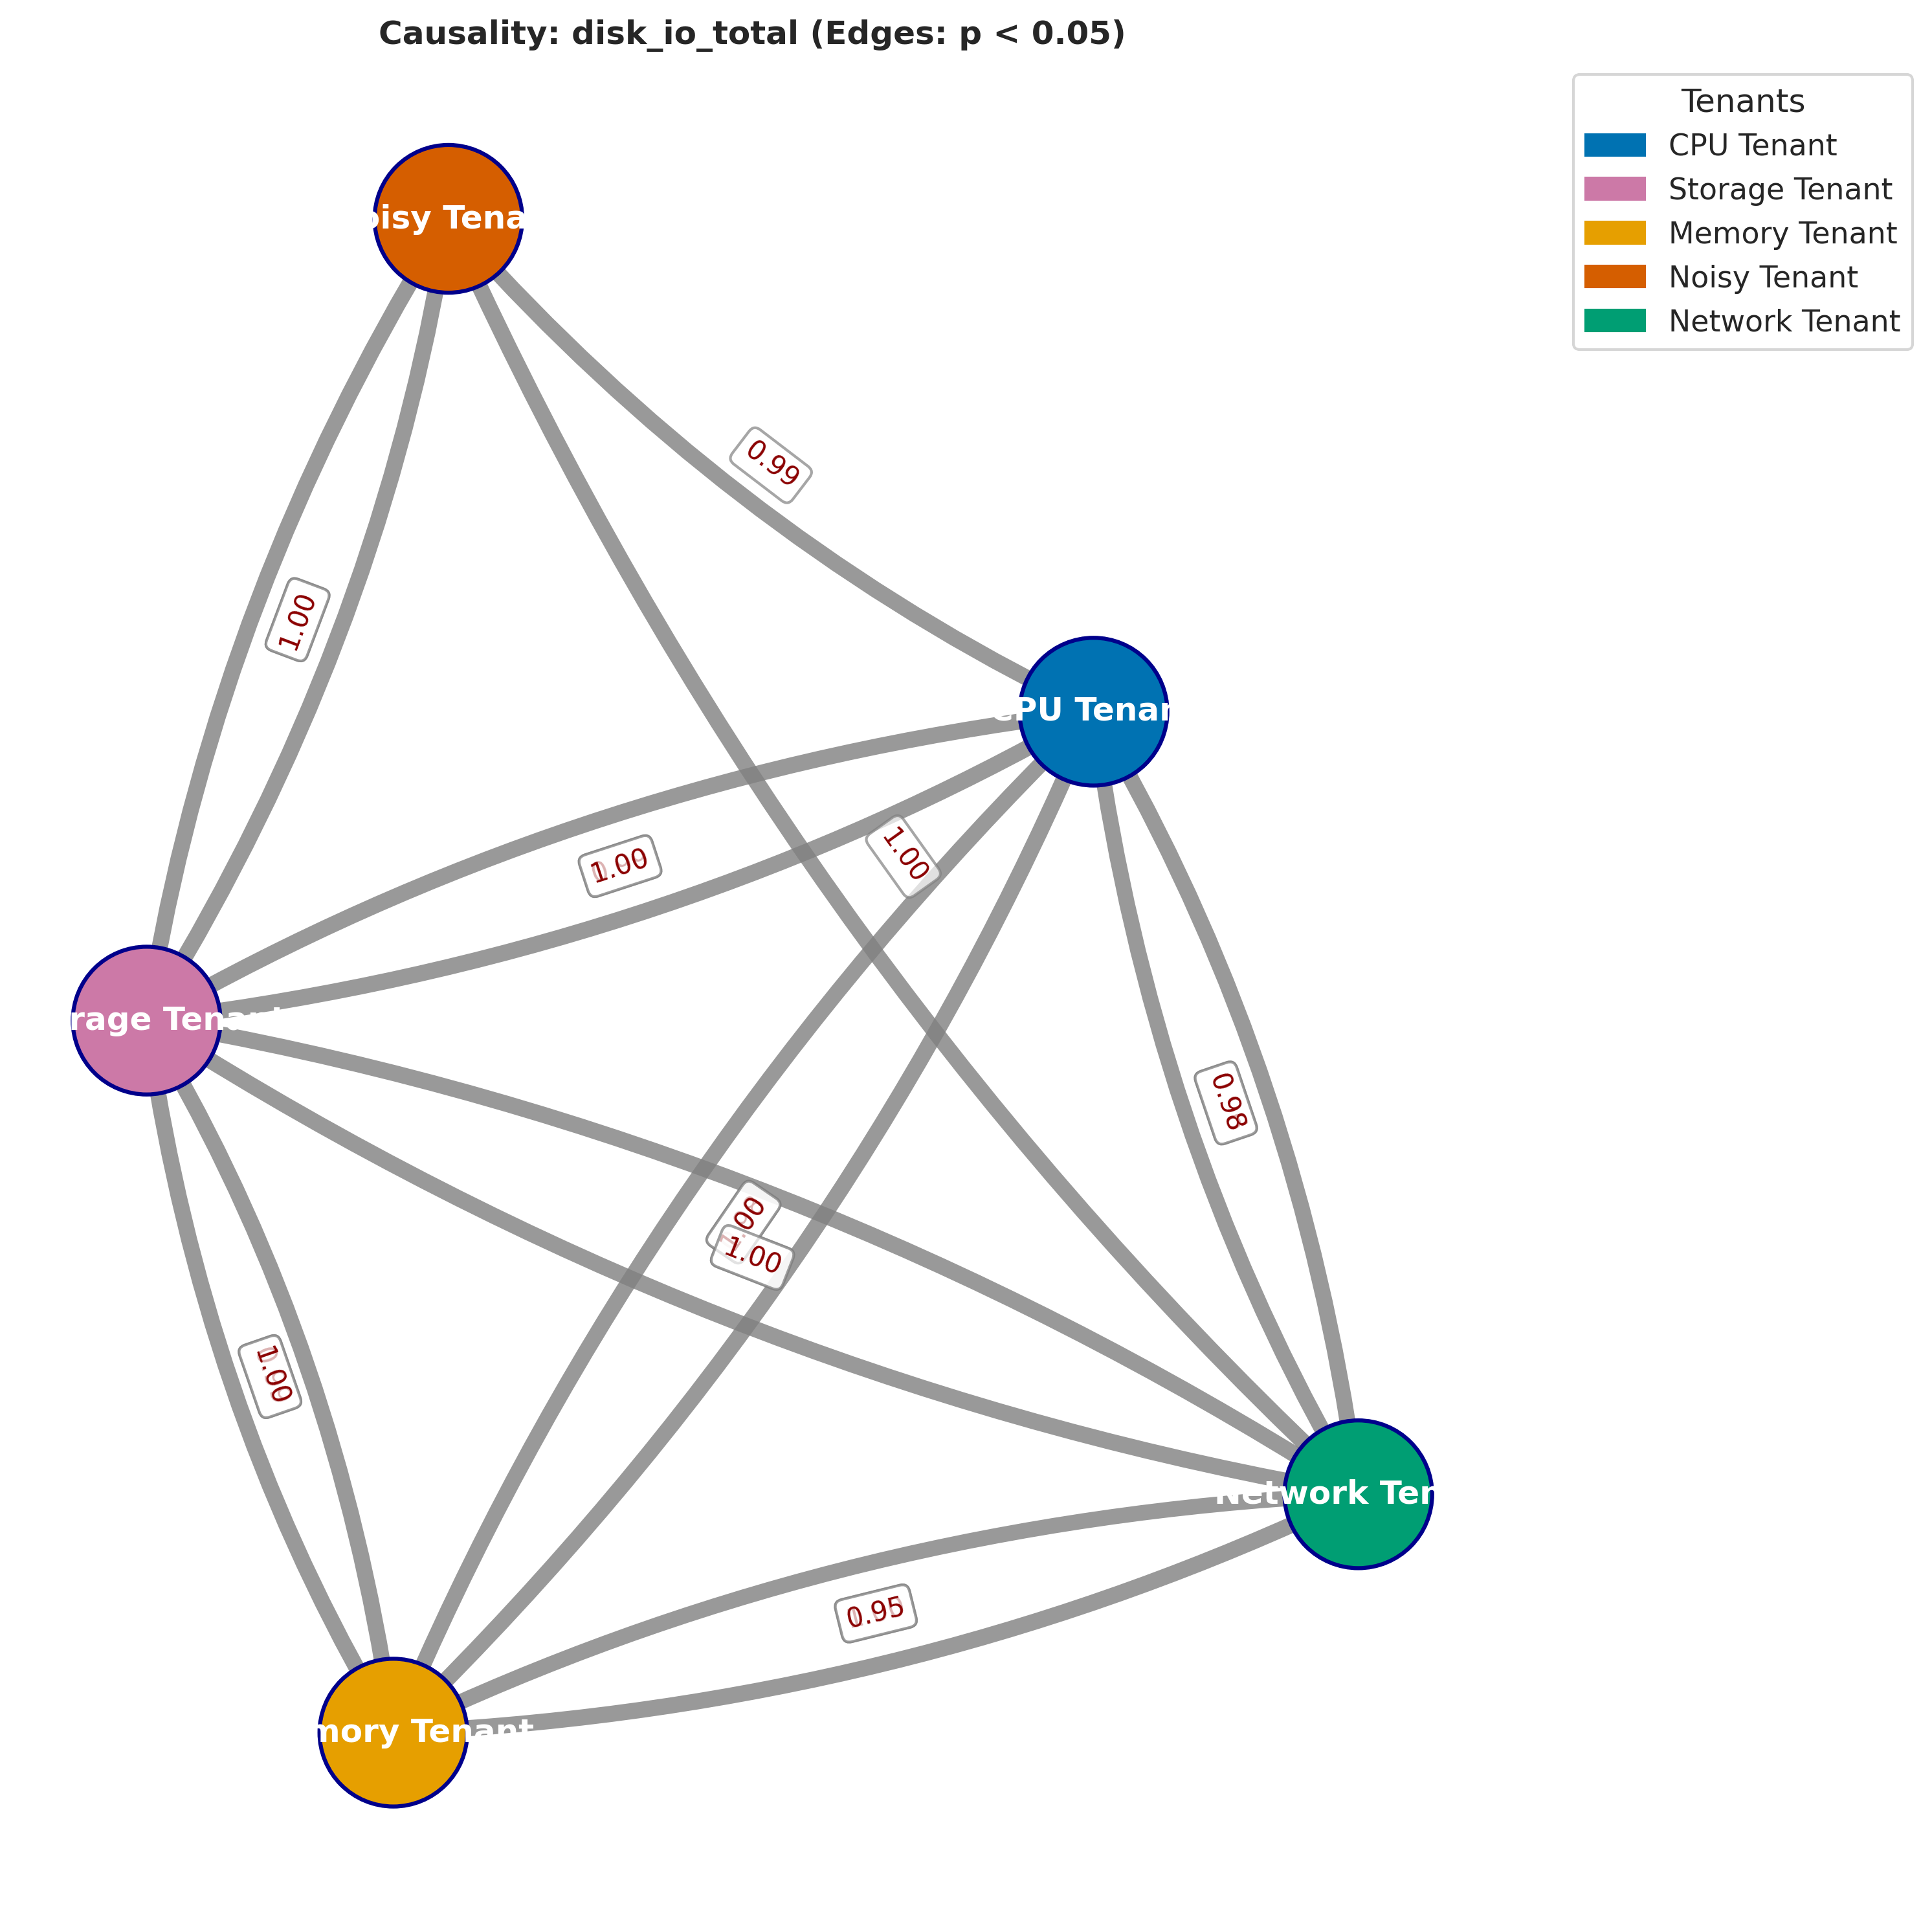 Causality: disk_io_total (Edges: p < 0.05)
Tenants
CPU Tenant
Storage Tenant
Memory Tenant
Noisy Tenant
Network Tenant
oisy Tena
0.99
1.00
CPU Tenan
1.00
1.00
rage Tenant
0.98
1.00
1.00
1.00
Network Ten
0.95
mory Tenant